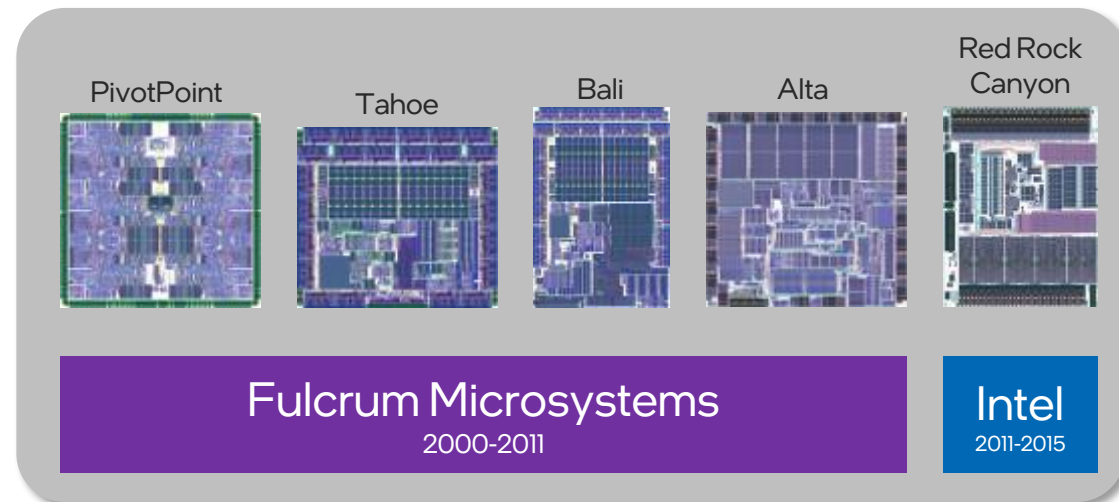 PivotPoint
Tahoe
Bali
Alta
Red Rock
Canyon
Fulcrum Microsystems
2000-2011
Intel
2011-2015